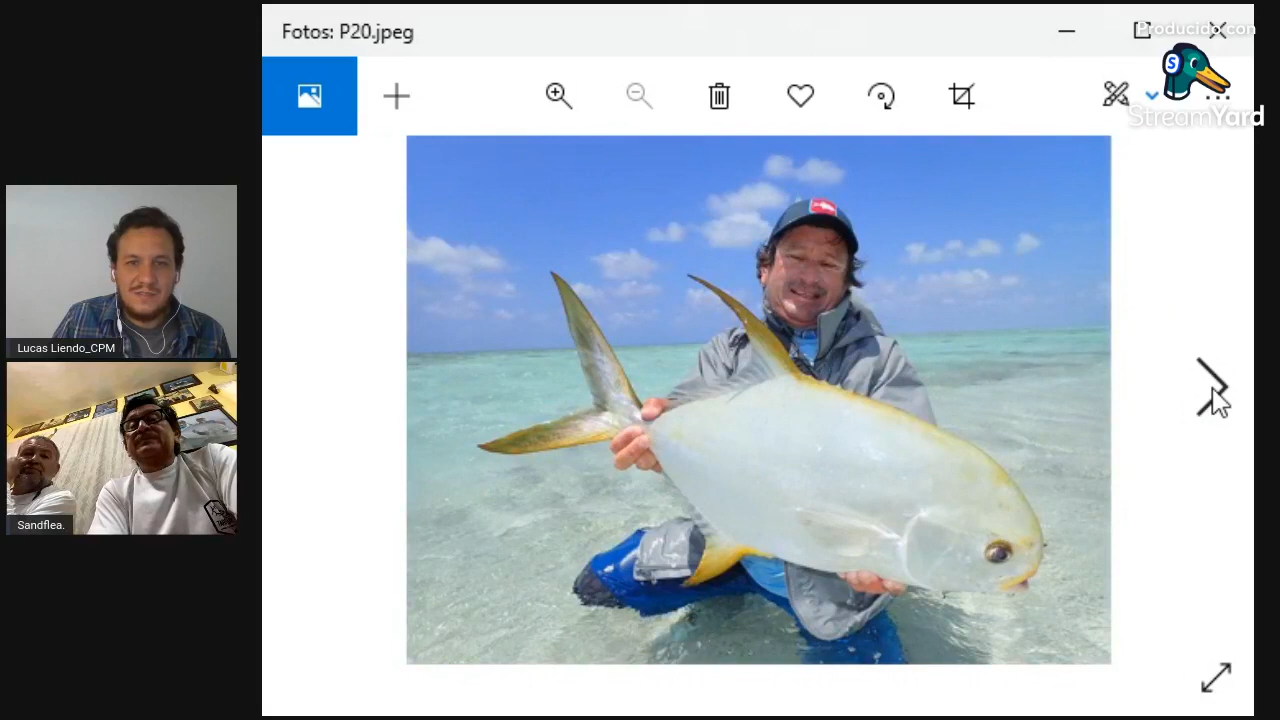 Fotos: P20.jpeg
Producido con
S
StreamYard
Lucas Liendo_CPM
Sandflea.